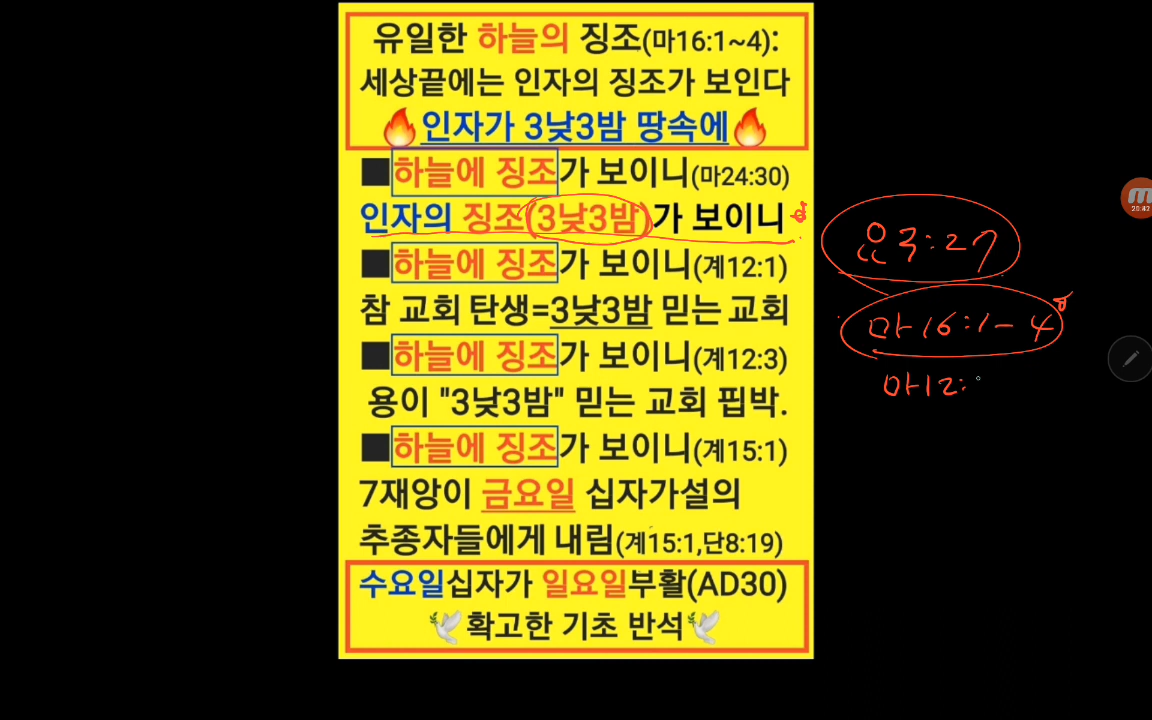 유일한 하늘의 징조(마16:1~4):
세상끝에는 인자의 징조가 보인다
🔥인자가 3낮3밤 땅속에🔥
■하늘에 징조가 보이니(마24:30)
인자의 징조(3낮3밤)가 보이니
■하늘에 징조가 보이니(계12:1)
참 교회 탄생=3낮3밤 믿는 교회
■하늘에 징조가 보이니(계12:3)
용이 "3낮3밤" 믿는 교회 핍박.
■하늘에 징조가 보이니(계15:1)
7재앙이 금요일 십자가설의
추종자들에게 내림(계15:1,단8:19)
수요일십자가 일요일부활(AD30)
🕊확고한 기초 반석🕊
요3:27
마16:1-4
마12:
20:42